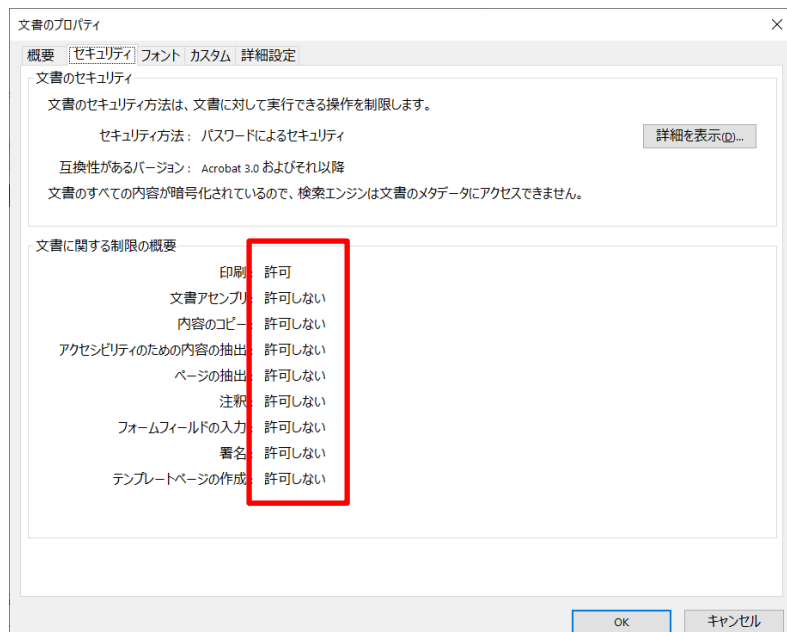 文書のプロパティ
概要 セキュリティ フォント カスタム 詳細設定
文書のセキュリティ
文書のセキュリティ方法は、文書に対して実行できる操作を制限します。
セキュリティ方法： パスワードによるセキュリティ 詳細を表示(D)...
互換性があるバージョン： Acrobat 3.0 およびそれ以降
文書のすべての内容が暗号化されているので、検索エンジンは文書のメタデータにアクセスできません。
文書に関する制限の概要
印刷： 許可
文書アセンブリ： 許可しない
内容のコピー： 許可しない
アクセシビリティのための内容の抽出： 許可しない
ページの抽出： 許可しない
注釈： 許可しない
フォームフィールドの入力： 許可しない
署名： 許可しない
テンプレートページの作成： 許可しない
OK キャンセル